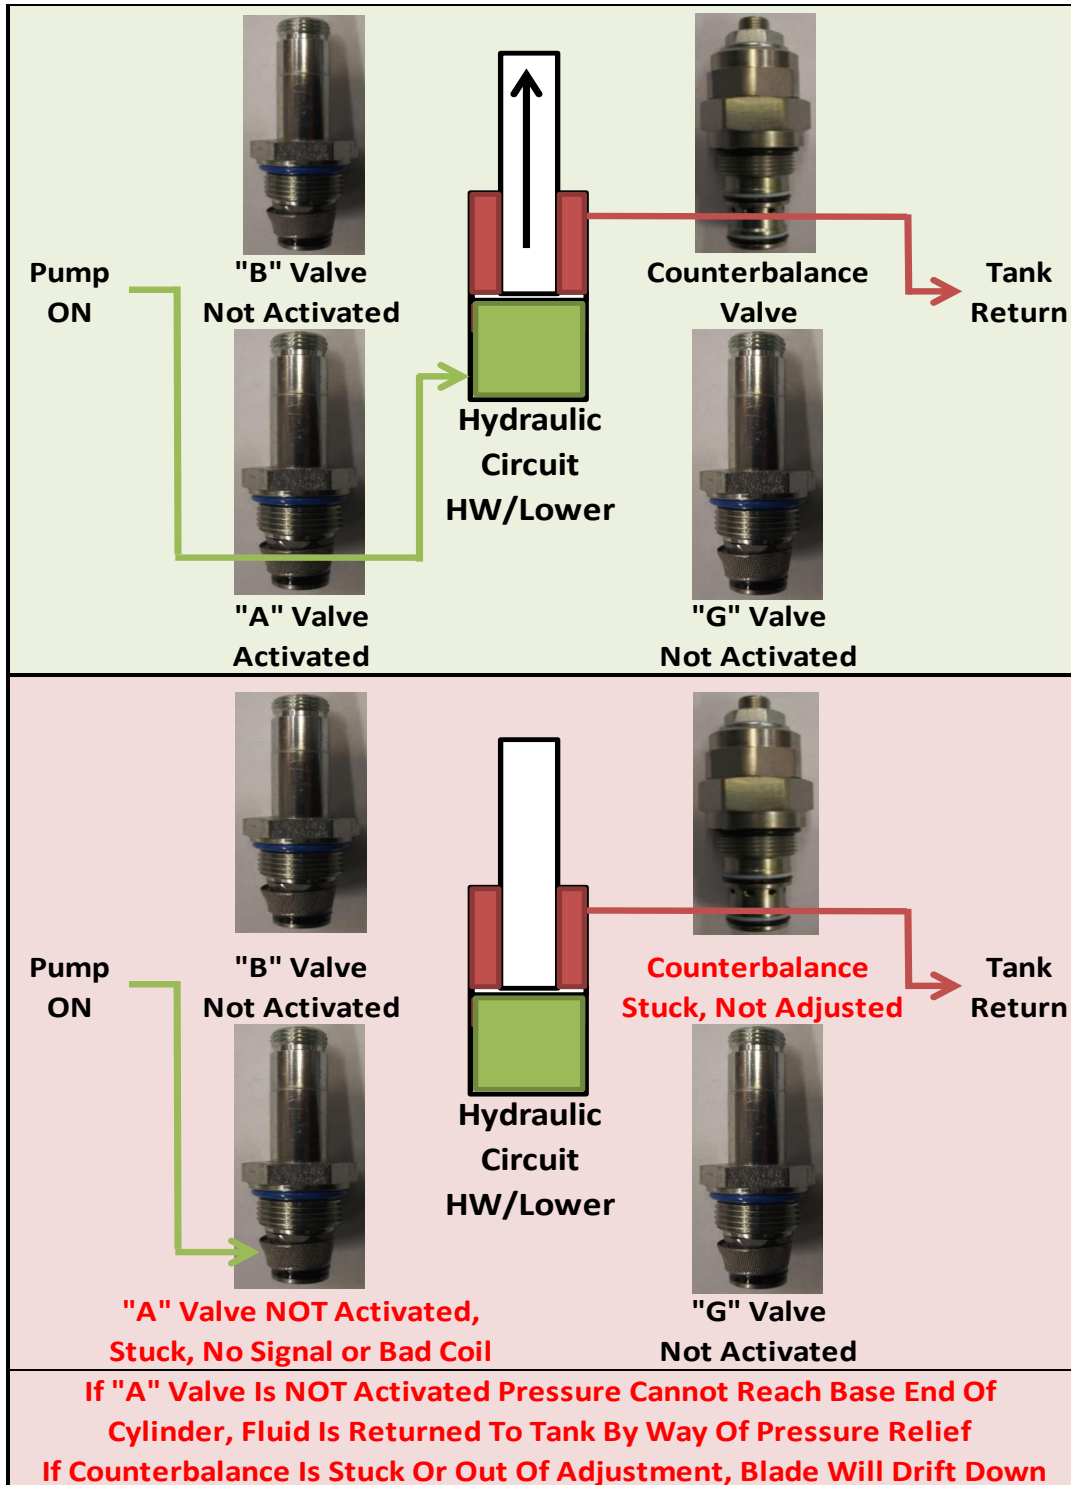 Pump
ON
"B" Valve
Not Activated
Counterbalance
Valve
Tank
Return
Hydraulic
Circuit
HW/Lower
"A" Valve
Activated
"G" Valve
Not Activated
Pump
ON
"B" Valve
Not Activated
Counterbalance
Stuck, Not Adjusted
Tank
Return
Hydraulic
Circuit
HW/Lower
"A" Valve NOT Activated,
Stuck, No Signal or Bad Coil
"G" Valve
Not Activated
If "A" Valve Is NOT Activated Pressure Cannot Reach Base End Of
Cylinder, Fluid Is Returned To Tank By Way Of Pressure Relief
If Counterbalance Is Stuck Or Out Of Adjustment, Blade Will Drift Down